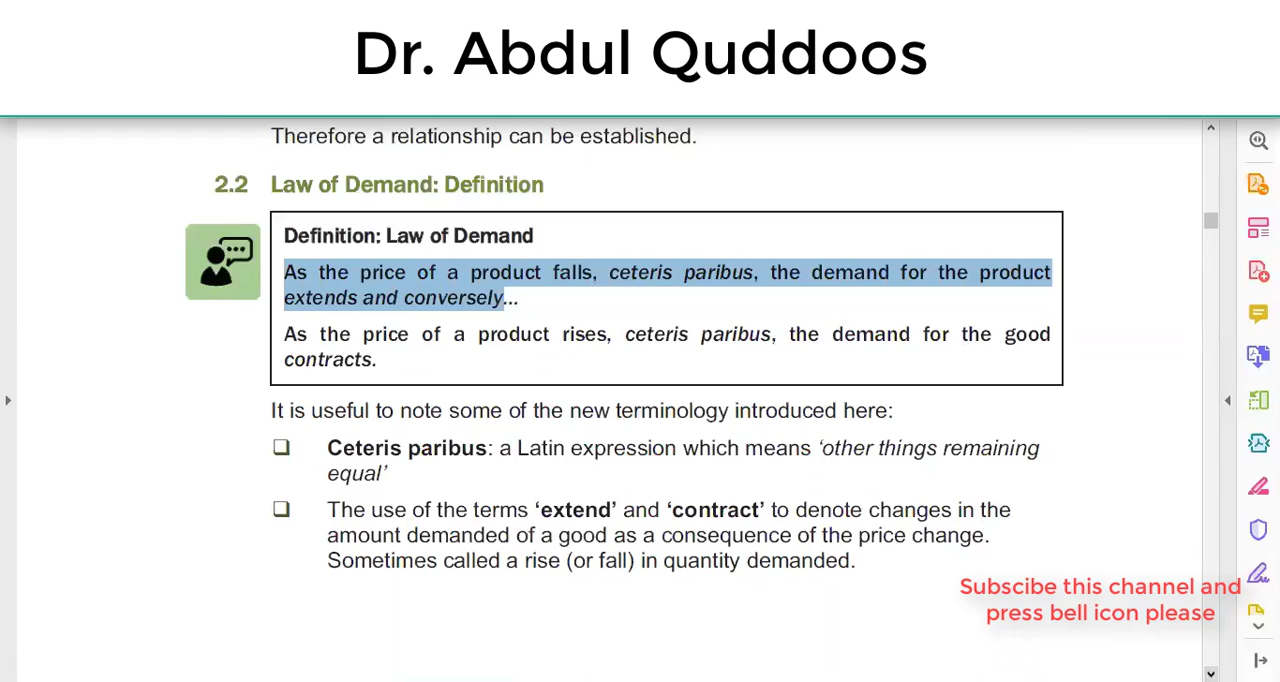 Dr. Abdul Quddoos
Therefore a relationship can be established.
2.2 Law of Demand: Definition
Definition: Law of Demand
As the price of a product falls, ceteris paribus, the demand for the product
extends and conversely...
As the price of a product rises, ceteris paribus, the demand for the good
contracts.
It is useful to note some of the new terminology introduced here:
❑ Ceteris paribus: a Latin expression which means ‘other things remaining
equal’
❑ The use of the terms ‘extend’ and ‘contract’ to denote changes in the
amount demanded of a good as a consequence of the price change.
Sometimes called a rise (or fall) in quantity demanded.
Subscibe this channel and
press bell icon please